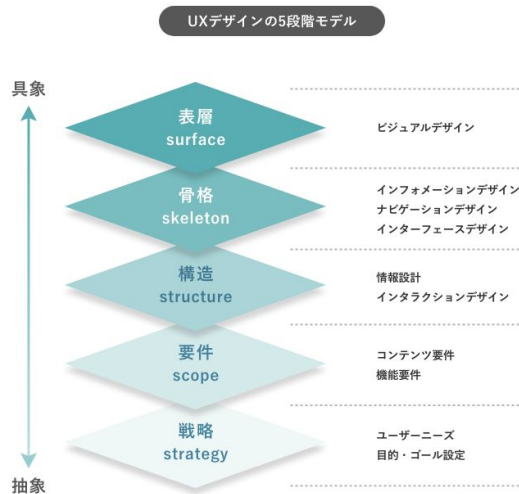 UXデザインの5段階モデル
具象
表層
surface
ビジュアルデザイン
骨格
skeleton
インフォメーションデザイン
ナビゲーションデザイン
インターフェースデザイン
構造
structure
情報設計
インタラクションデザイン
要件
scope
コンテンツ要件
機能要件
戦略
strategy
ユーザーニーズ
目的・ゴール設定
抽象